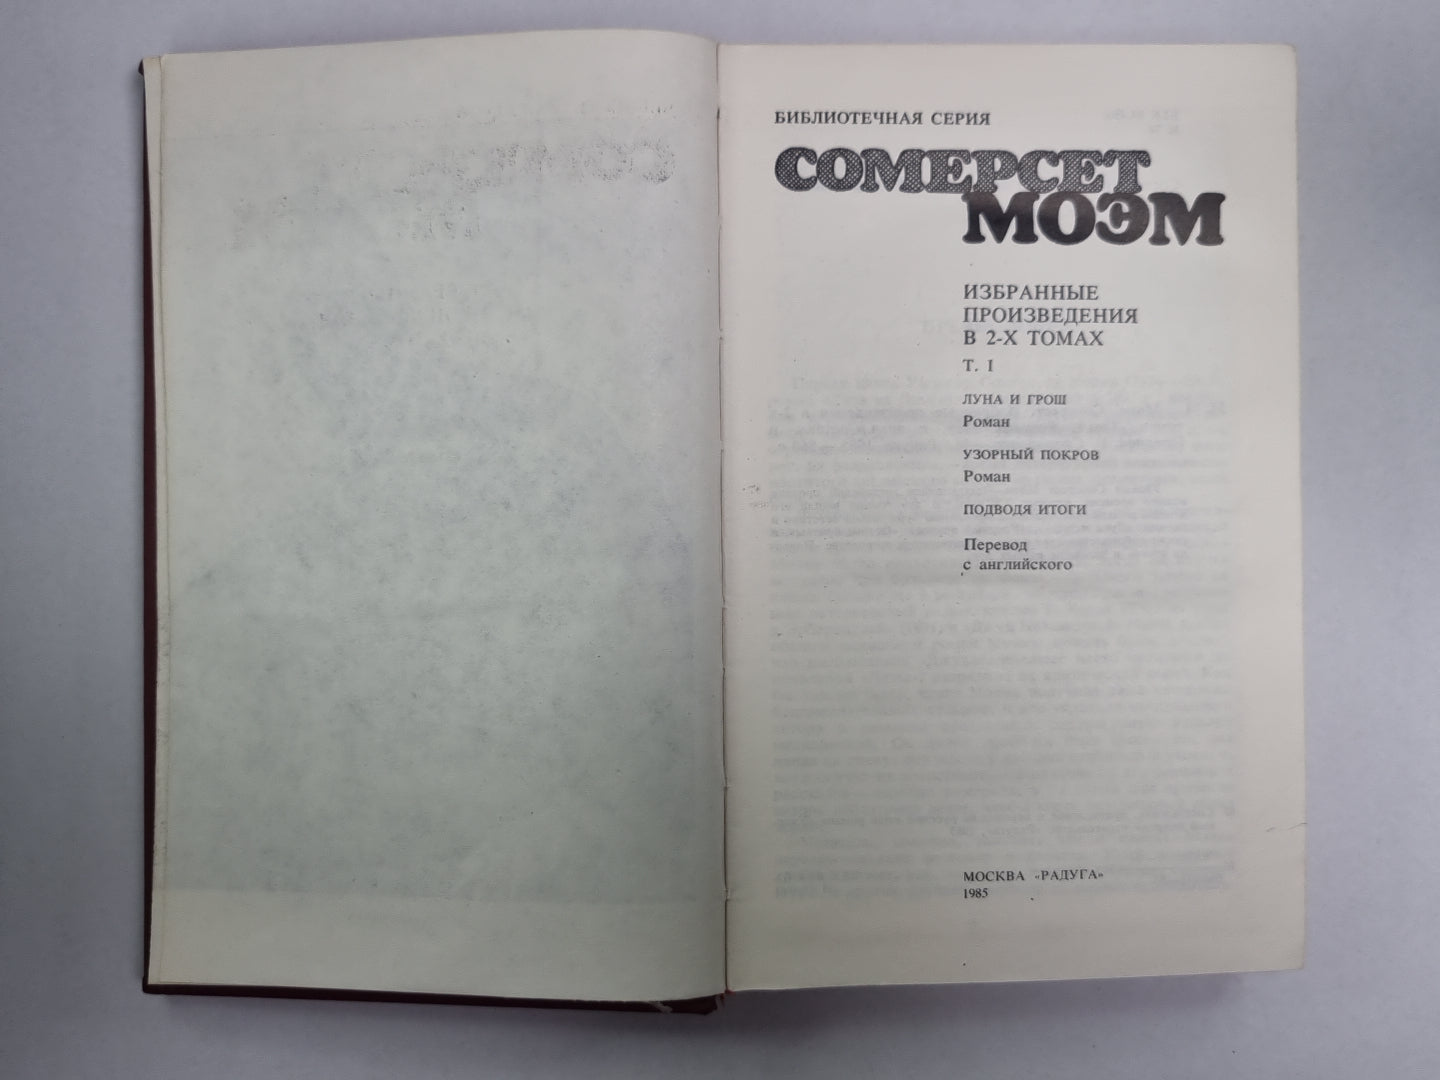 БИБЛИОТЕЧНАЯ СЕРИЯ
СОМЕРСЕТ
МОЭМ
ИЗБРАННЫЕ
ПРОИЗВЕДЕНИЯ
В 2-Х ТОМАХ
Т. I
ЛУНА И ГРОШ
Роман
УЗОРНЫЙ ПОКРОВ
Роман
ПОДВОДЯ ИТОГИ
Перевод
с английского
МОСКВА «РАДУГА»
1985